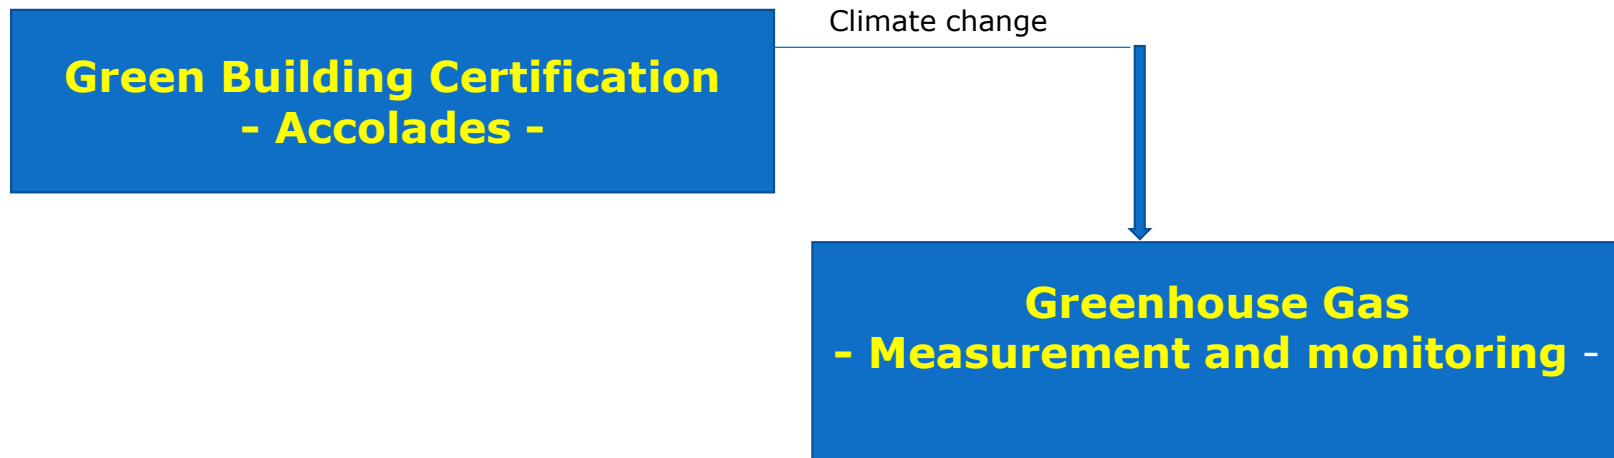 Climate change
Green Building Certification
- Accolades -
Greenhouse Gas
- Measurement and monitoring -